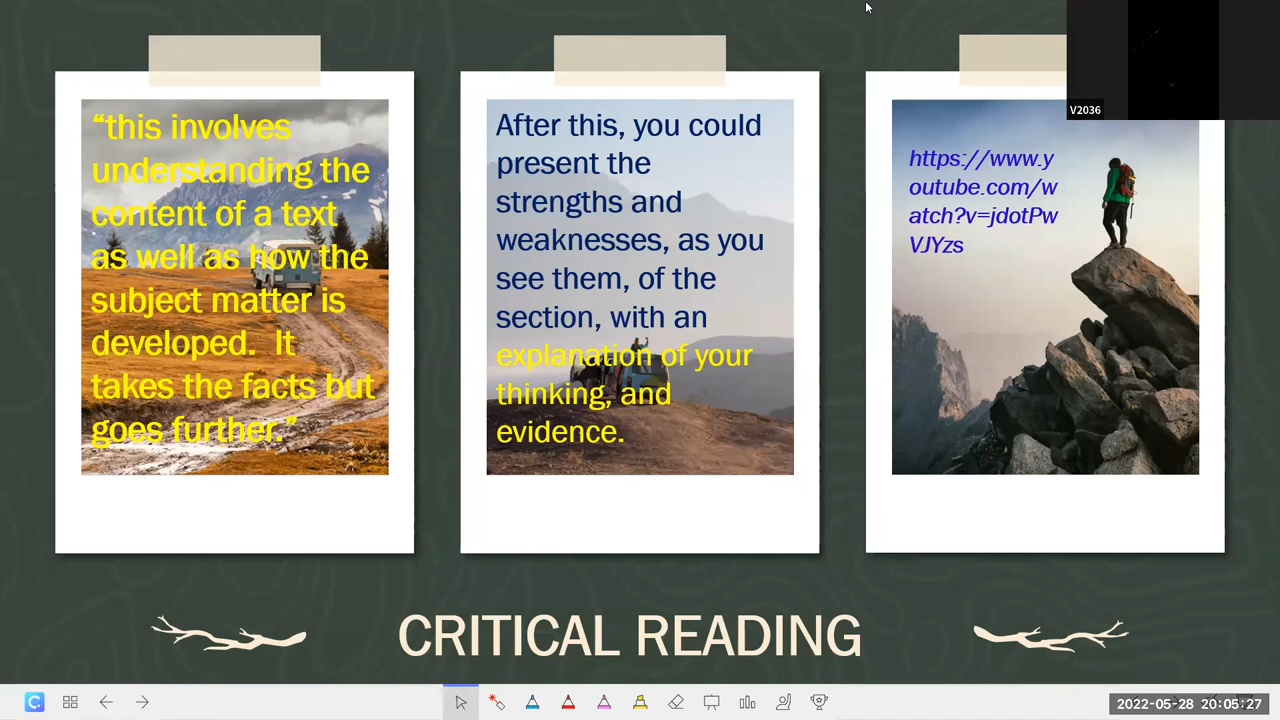 “this involves
understanding the
content of a text
as well as how the
subject matter is
developed.  It
takes the facts but
goes further.”
After this, you could
present the
strengths and
weaknesses, as you
see them, of the
section, with an
explanation of your
thinking, and
evidence.
https://www.y
outube.com/w
atch?v=jdotPw
VJYzs
V2036
CRITICAL READING
2022-05-28 20:05:27